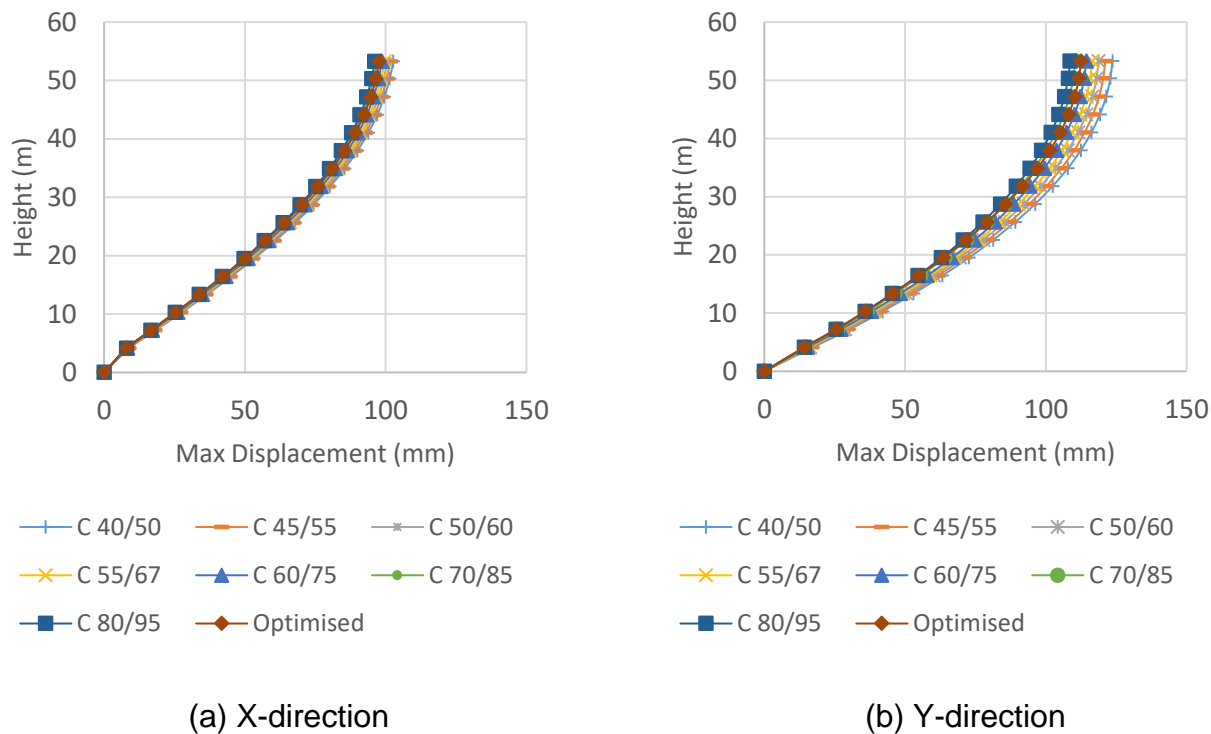 60
50
40
30
20
10
0
Height (m)
0 50 100 150
Max Displacement (mm)
C 40/50 C 45/55 C 50/60
C 55/67 C 60/75 C 70/85
C 80/95 Optimised
(a) X-direction
60
50
40
30
20
10
0
Height (m)
0 50 100 150
Max Displacement (mm)
C 40/50 C 45/55 C 50/60
C 55/67 C 60/75 C 70/85
C 80/95 Optimised
(b) Y-direction